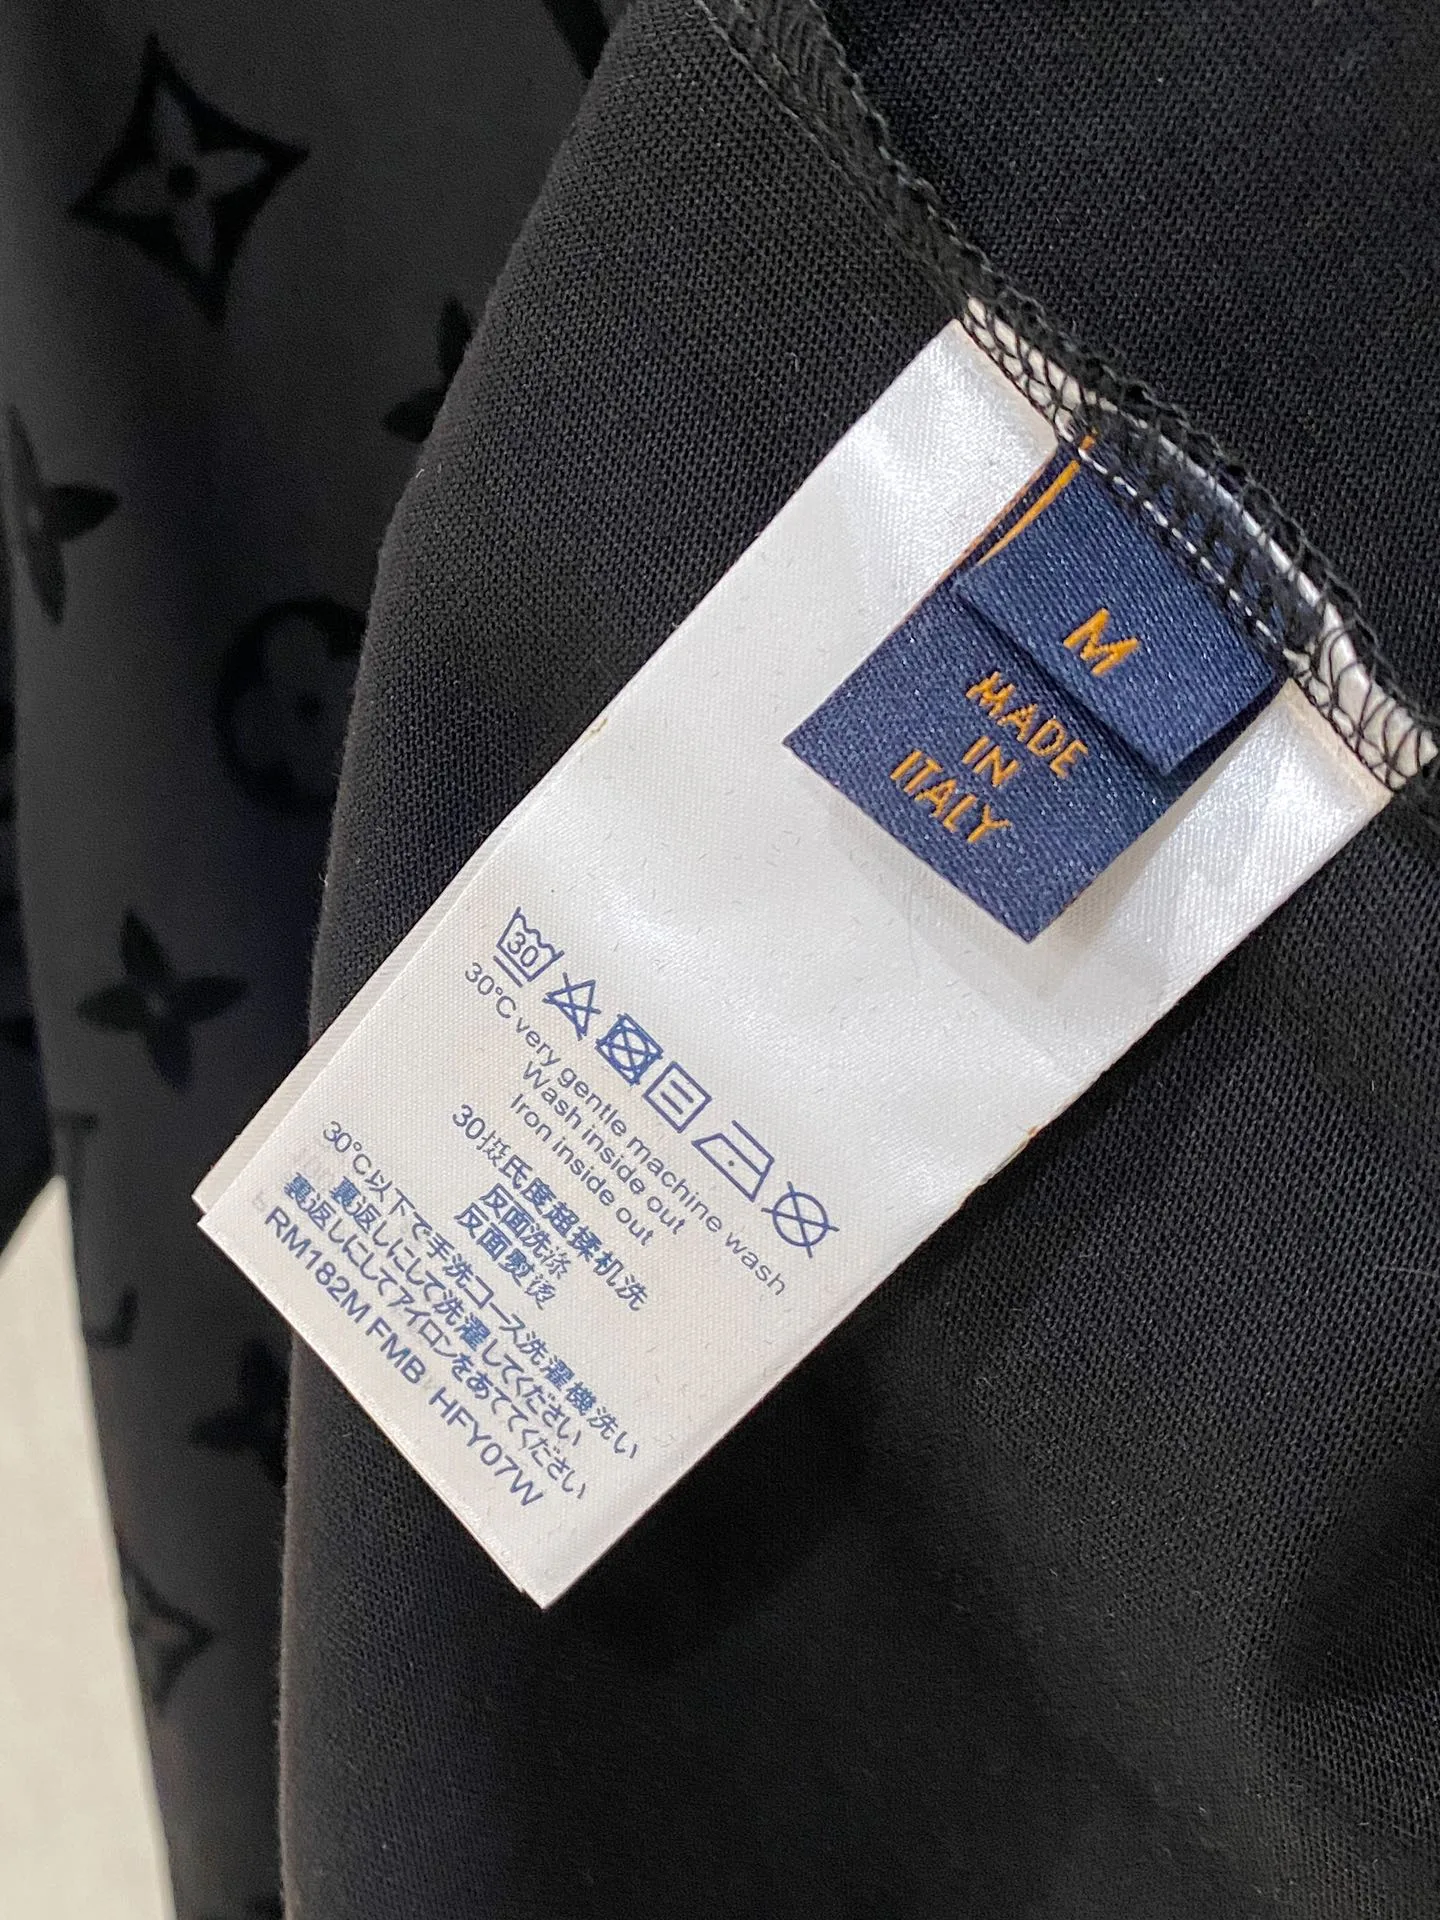 M
MADE
IN
ITALY
30
30°C very gentle machine wash
Wash inside out
Iron inside out
30摄氏度超揉机洗
反面洗涤
反面熨烫
30℃以下で手洗コース洗濯機洗い
裏返しにして洗濯してください
裏返しにしてアイロンをあててください
RM182M FMB HFY07W